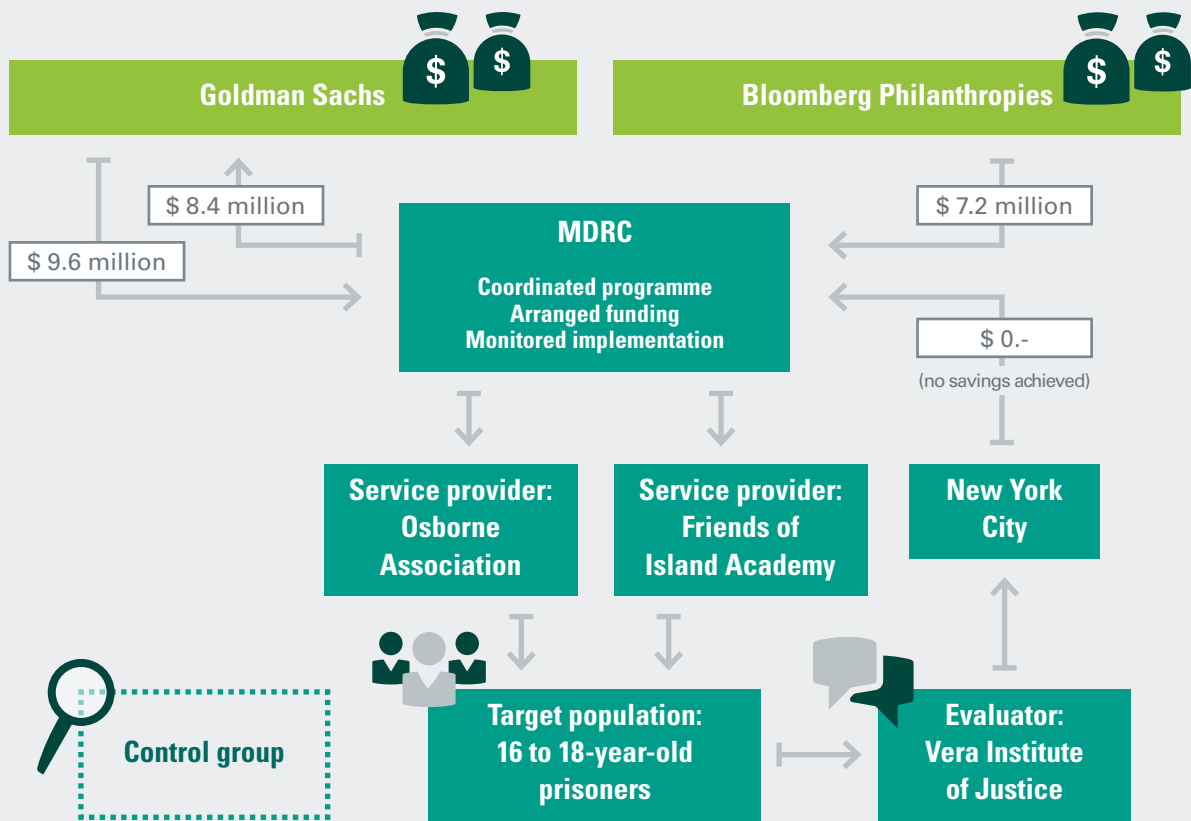 $ $
Goldman Sachs
$ $
Bloomberg Philanthropies
$ 8.4 million
$ 9.6 million
MDRC
Coordinated programme
Arranged funding
Monitored implementation
$ 7.2 million
$ 0.-
(no savings achieved)
Service provider:
Osborne
Association
Service provider:
Friends of
Island Academy
New York
City
Control group
Target population:
16 to 18-year-old
prisoners
Evaluator:
Vera Institute
of Justice